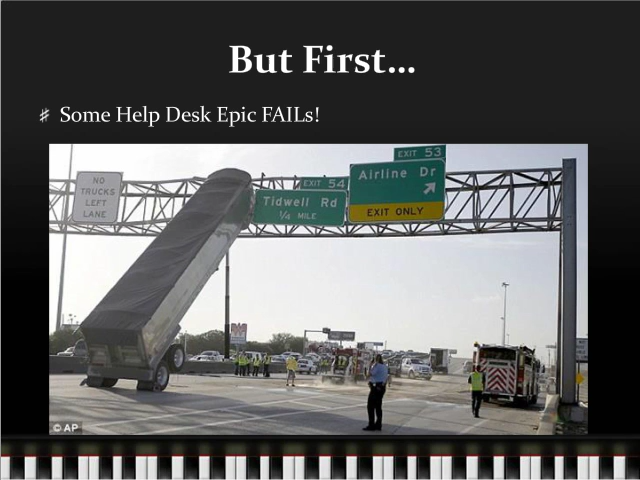 But First…
Some Help Desk Epic FAILs!
NO
TRUCKS
LEFT
LANE
EXIT 54
Tidwell Rd
¼ MILE
EXIT 53
Airline Dr
EXIT ONLY
© AP